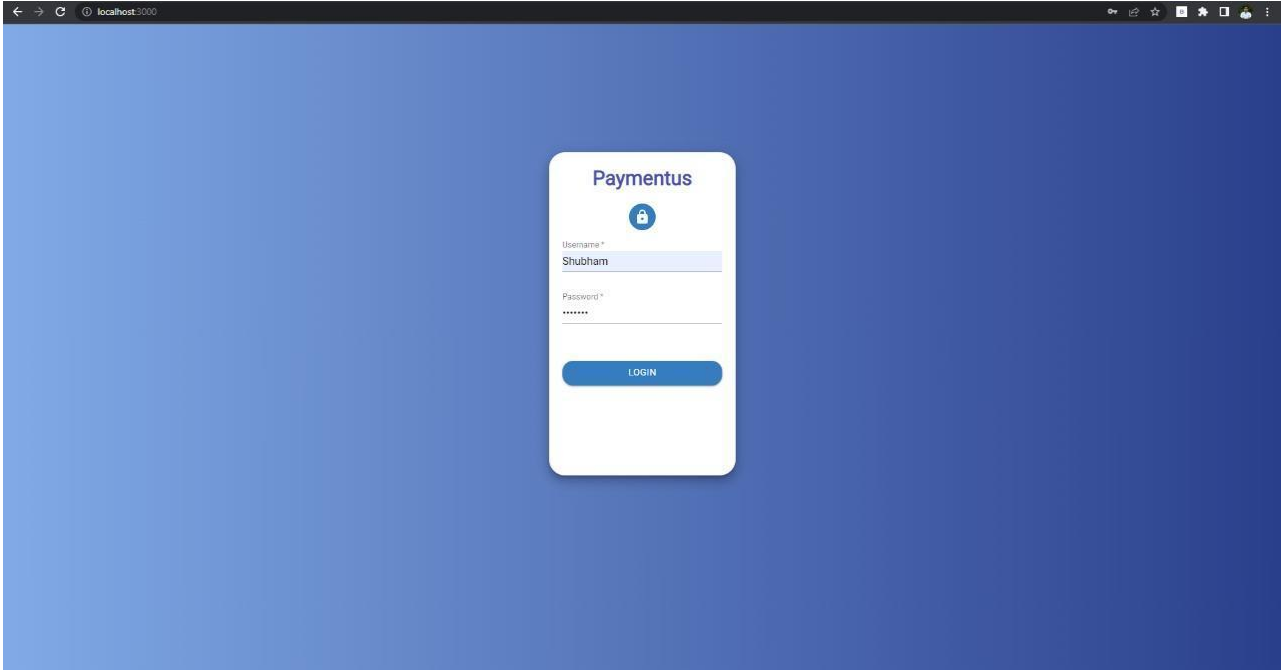 localhost:3000
Paymentus
Username *
Shubham
Password *
•••••••
LOGIN